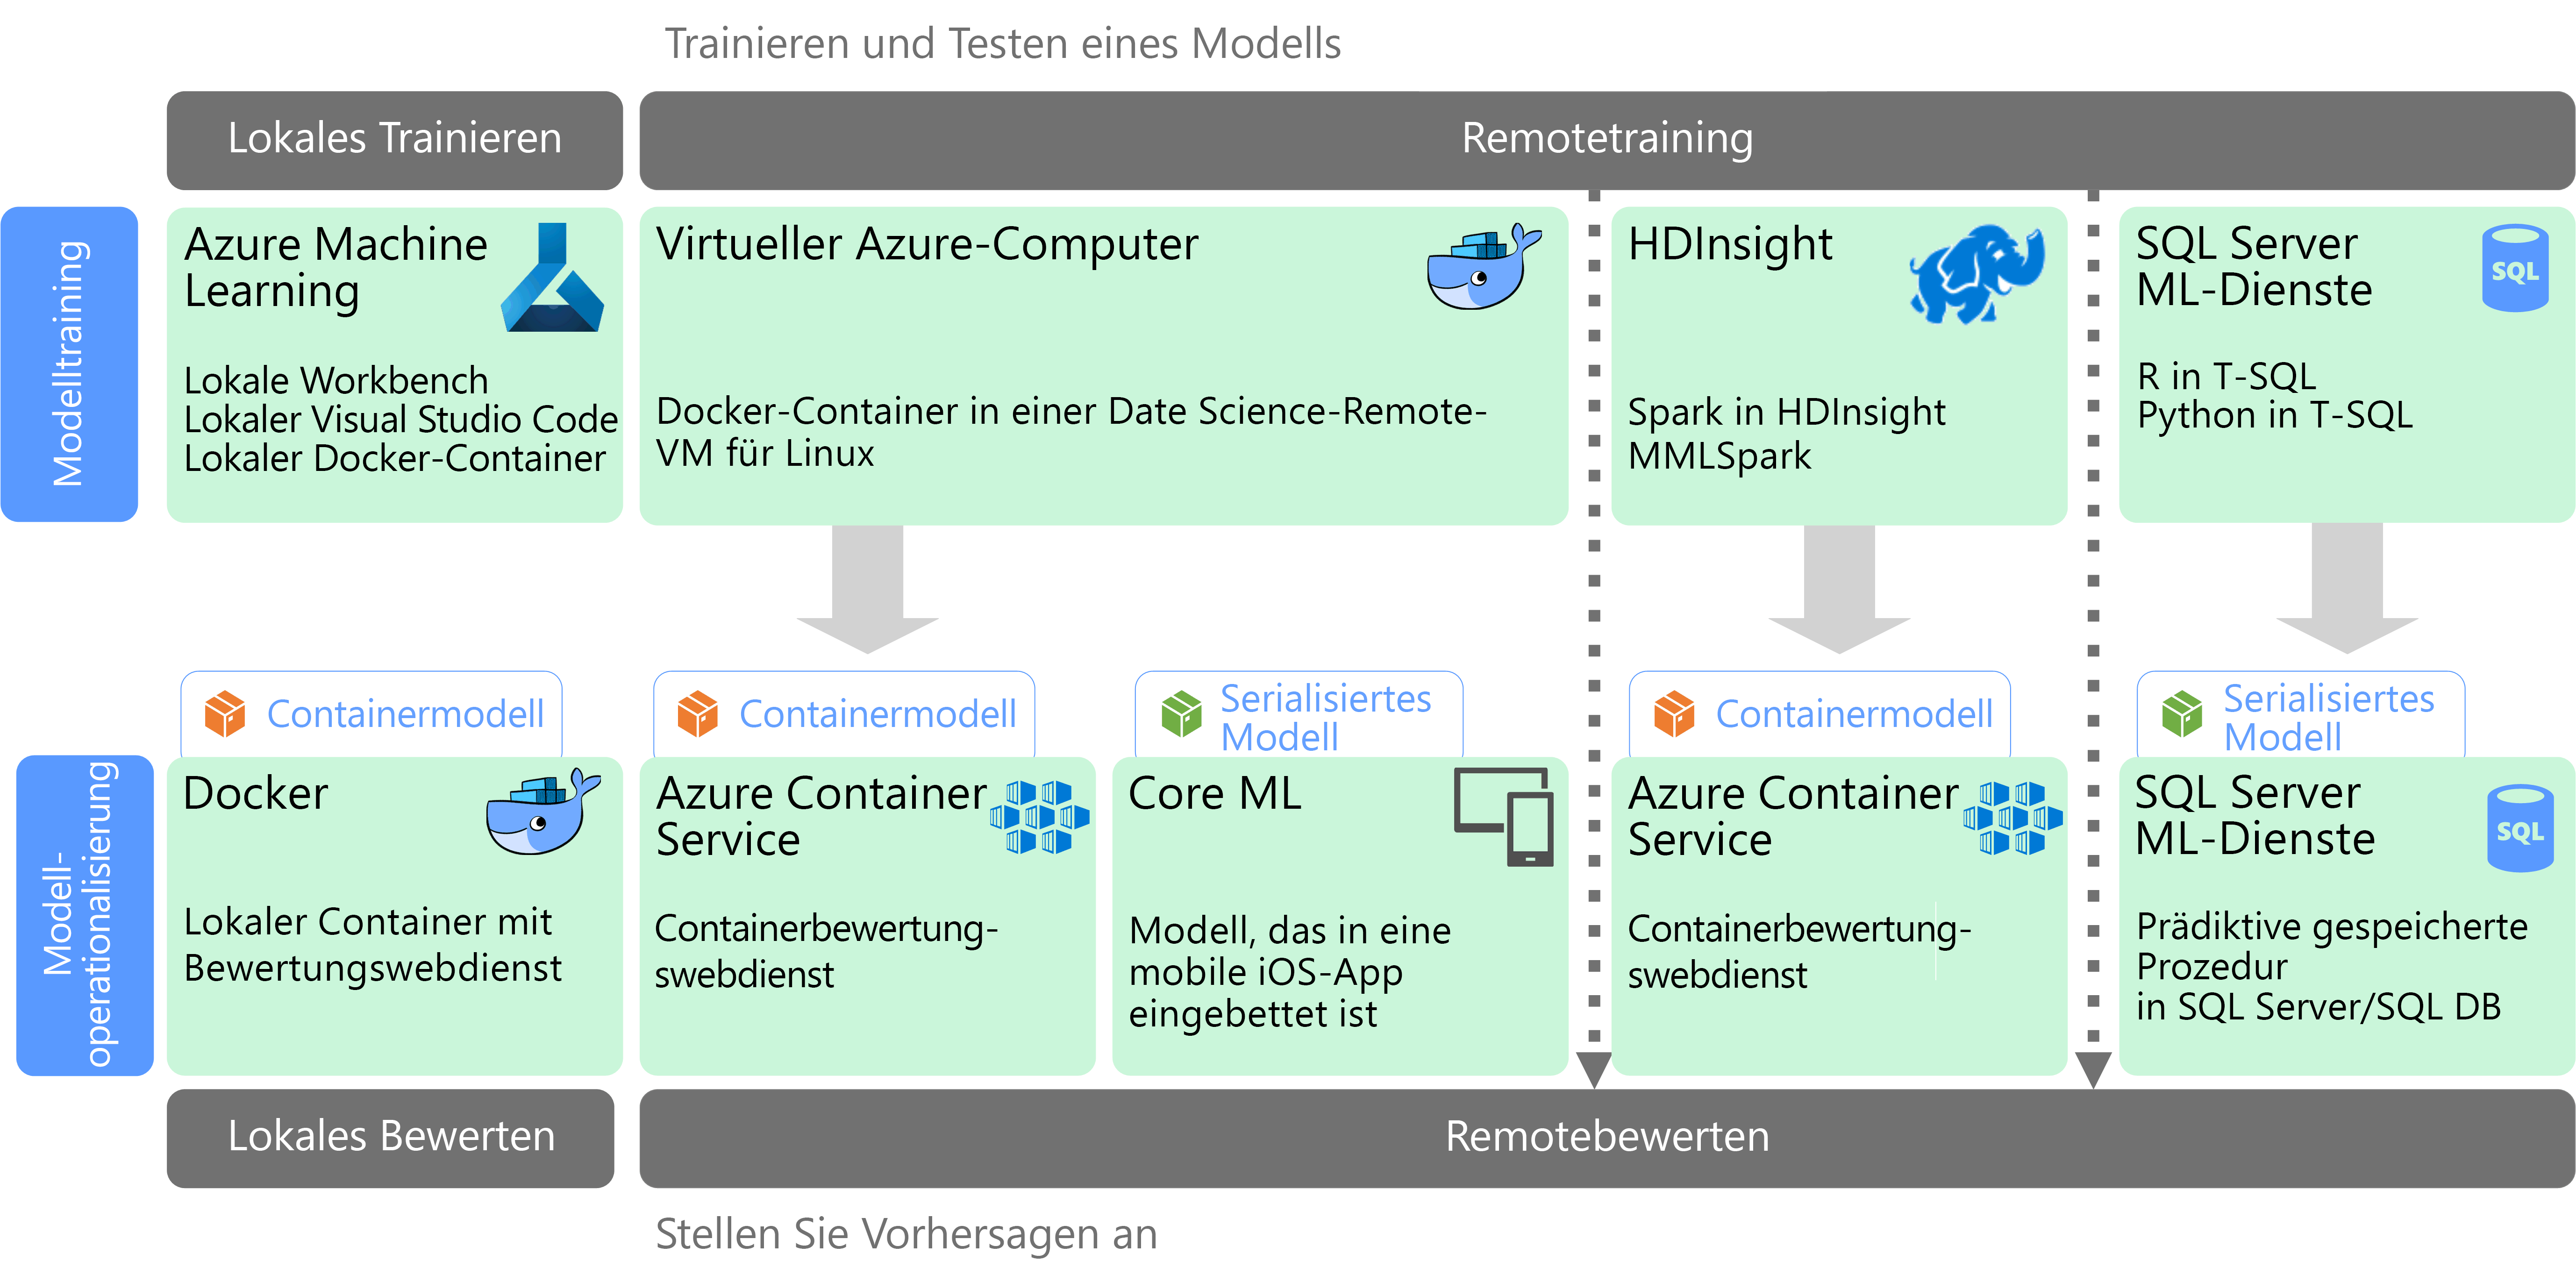 Trainieren und Testen eines Modells
Lokales Trainieren
Remotetraining
Modelltraining
Azure Machine
Learning
Lokale Workbench
Lokaler Visual Studio Code
Lokaler Docker-Container
Virtueller Azure-Computer
Docker-Container in einer Date Science-Remote-
VM für Linux
HDInsight
Spark in HDInsight
MMLSpark
SQL Server
ML-Dienste
SQL
R in T-SQL
Python in T-SQL
Modell-
operationalisierung
Containermodell
Docker
Lokaler Container mit
Bewertungswebdienst
Containermodell
Azure Container
Service
Containerbewertung-
swebdienst
Serialisiertes
Modell
Core ML
Modell, das in eine
mobile iOS-App
eingebettet ist
Containermodell
Azure Container
Service
Containerbewertung-
swebdienst
Serialisiertes
Modell
SQL Server
ML-Dienste
SQL
Prädiktive gespeicherte
Prozedur
in SQL Server/SQL DB
Lokales Bewerten
Remotebewerten
Stellen Sie Vorhersagen an